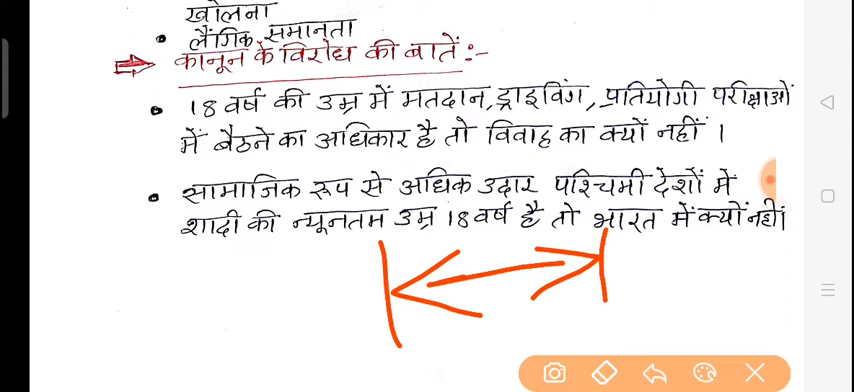 खोलना
• लैंगिक समानता
कानून के विरोध की बातें :-
• 18 वर्ष की उम्र में मतदान, ड्राइविंग, प्रतियोगी परीक्षाओं
में बैठने का अधिकार है तो विवाह का क्यों नहीं ।
• सामाजिक रूप से अधिक उदार पश्चिमी देशों में
शादी की न्यूनतम उम्र 18 वर्ष है तो भारत में क्यों नहीं।